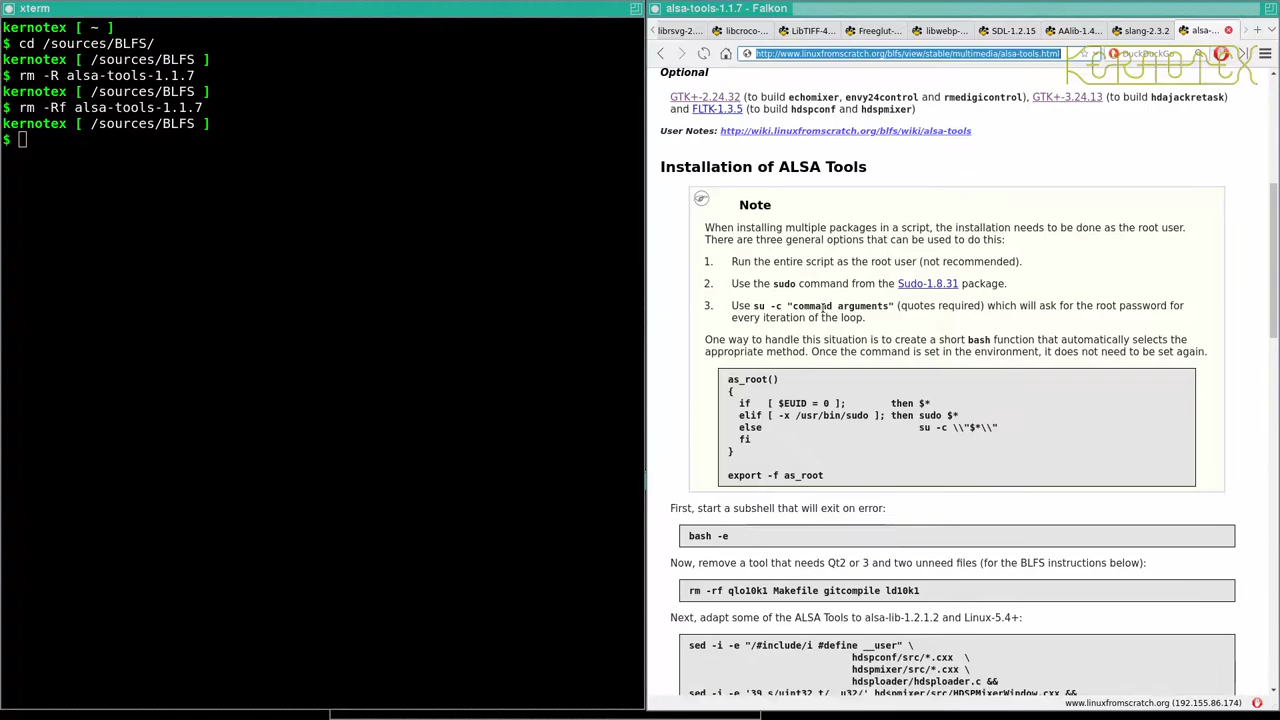 xterm
kernotex [ ~ ]
$ cd /sources/BLFS/
kernotex [ /sources/BLFS ]
$ rm -R alsa-tools-1.1.7
kernotex [ /sources/BLFS ]
$ rm -Rf alsa-tools-1.1.7
kernotex [ /sources/BLFS ]
$
alsa-tools-1.1.7 - Falkon
librsvg-2.... libcroco-... LibTIFF-4... Freeglut-... libwebp-... SDL-1.2.15 AAlib-1.4... slang-2.3.2 alsa-...
http://www.linuxfromscratch.org/blfs/view/stable/multimedia/alsa-tools.html DuckDuckGo
KERNOTEX
Optional
GTK+-2.24.32 (to build echomixer, envy24control and rmedigicontrol), GTK+-3.24.13 (to build hdajackretask)
and FLTK-1.3.5 (to build hdspconf and hdspmixer)
User Notes: http://wiki.linuxfromscratch.org/blfs/wiki/alsa-tools
Installation of ALSA Tools
Note
When installing multiple packages in a script, the installation needs to be done as the root user.
There are three general options that can be used to do this:
1. Run the entire script as the root user (not recommended).
2. Use the sudo command from the Sudo-1.8.31 package.
3. Use su -c "command arguments" (quotes required) which will ask for the root password for
every iteration of the loop.
One way to handle this situation is to create a short bash function that automatically selects the
appropriate method. Once the command is set in the environment, it does not need to be set again.
as_root()
{
if [ $EUID = 0 ]; then $*
elif [ -x /usr/bin/sudo ]; then sudo $*
else su -c \\"$*\\"
fi
}
export -f as_root
First, start a subshell that will exit on error:
bash -e
Now, remove a tool that needs Qt2 or 3 and two unneed files (for the BLFS instructions below):
rm -rf qlo10k1 Makefile gitcompile ld10k1
Next, adapt some of the ALSA Tools to alsa-lib-1.2.1.2 and Linux-5.4+:
sed -i -e "/#include/i #define __user" \
hdspconf/src/*.cxx \
hdspmixer/src/*.cxx \
hdsploader/hdsploader.c &&
sed -i -e '39 s/uint32_t/__u32/' hdspmixer/src/HDSPMixerWindow.cxx &&
www.linuxfromscratch.org (192.155.86.174)